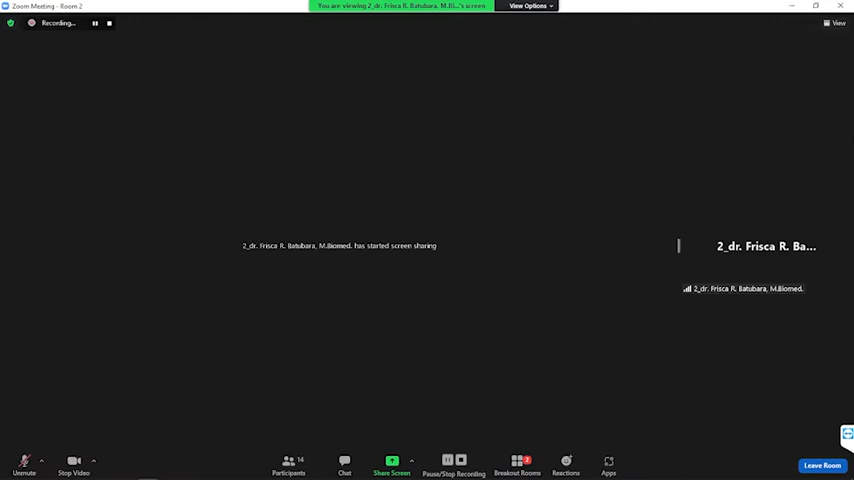 Zoom Meeting - Room 2
You are viewing 2_dr. Frisca R. Batubara, M.Bi...'s screen
View Options
Recording...
View
2_dr. Frisca R. Batubara, M.Biomed. has started screen sharing
2_dr. Frisca R. Ba...
2_dr. Frisca R. Batubara, M.Biomed.
Unmute
Stop Video
Participants
14
Chat
Share Screen
Pause/Stop Recording
Breakout Rooms
2
Reactions
Apps
Leave Room